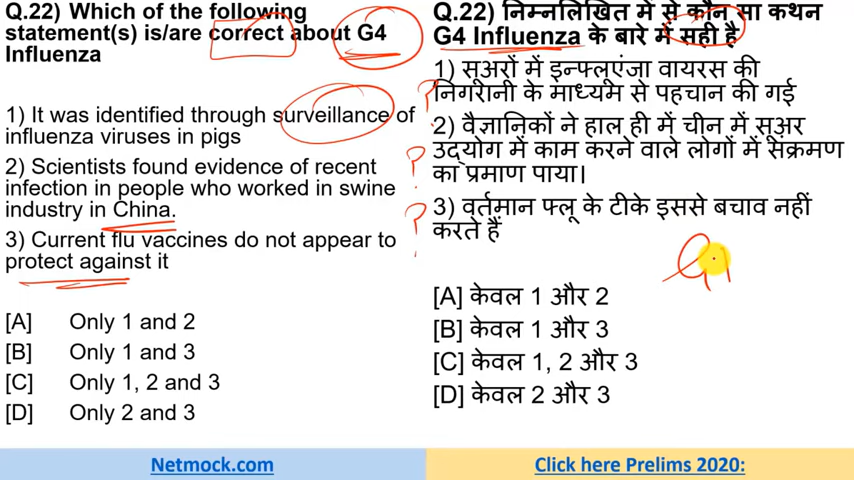 Q.22) Which of the following
statement(s) is/are correct about G4
Influenza
1) It was identified through surveillance of
influenza viruses in pigs
2) Scientists found evidence of recent
infection in people who worked in swine
industry in China.
3) Current flu vaccines do not appear to
protect against it
[A] Only 1 and 2
[B] Only 1 and 3
[C] Only 1, 2 and 3
[D] Only 2 and 3
Q.22) निम्नलिखित में से कौन सा कथन
G4 Influenza के बारे में सही है
1) सूअरों में इन्फ्लूएंजा वायरस की
निगरानी के माध्यम से पहचान की गई
2) वैज्ञानिकों ने हाल ही में चीन में सूअर
उद्योग में काम करने वाले लोगों में संक्रमण
का प्रमाण पाया।
3) वर्तमान फ्लू के टीके इससे बचाव नहीं
करते हैं
[A] केवल 1 और 2
[B] केवल 1 और 3
[C] केवल 1, 2 और 3
[D] केवल 2 और 3
Netmock.com
Click here Prelims 2020: